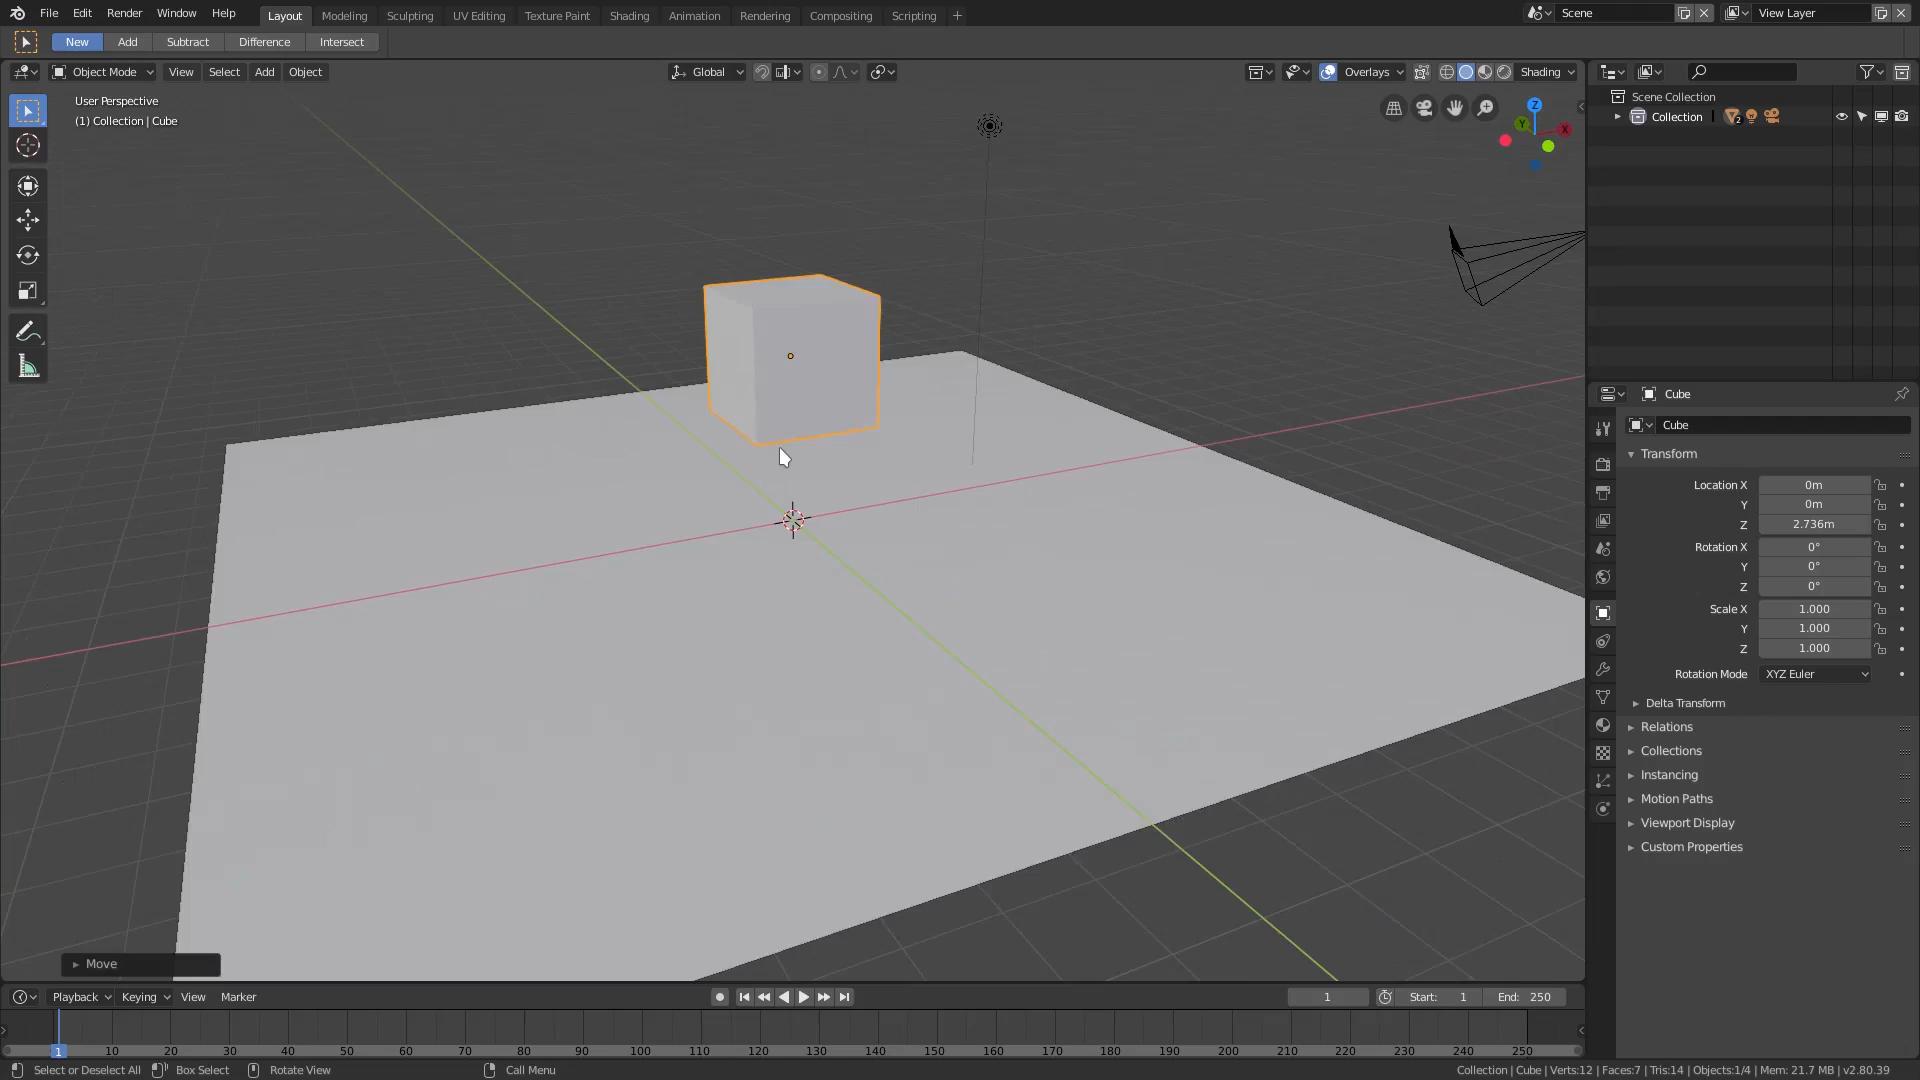 File Edit Render Window Help Layout Modeling Sculpting UV Editing Texture Paint Shading Animation Rendering Compositing Scripting + Scene View Layer
New Add Subtract Difference Intersect
Object Mode View Select Add Object Global Overlays Shading
User Perspective
(1) Collection | Cube
Z
Y
X
Scene Collection
Collection 2
Cube
Cube
Transform
Location X 0m
Y 0m
Z 2.736m
Rotation X 0°
Y 0°
Z 0°
Scale X 1.000
Y 1.000
Z 1.000
Rotation Mode XYZ Euler
Delta Transform
Relations
Collections
Instancing
Motion Paths
Viewport Display
Custom Properties
Move
Playback Keying View Marker 1 Start: 1 End: 250
1 10 20 30 40 50 60 70 80 90 100 110 120 130 140 150 160 170 180 190 200 210 220 230 240 250
Select or Deselect All Box Select Rotate View Call Menu Collection | Cube | Verts:12 | Faces:7 | Tris:14 | Objects:1/4 | Mem: 21.7 MB | v2.80.39